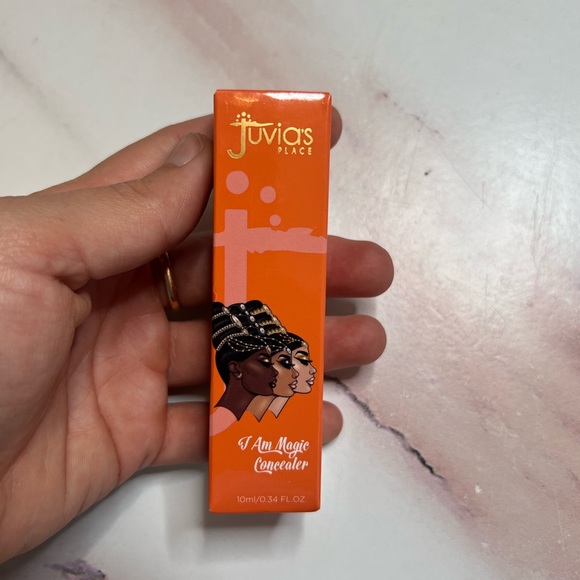 Juvia's
PLACE
I Am Magic
Concealer
10ml/0.34 FL.OZ